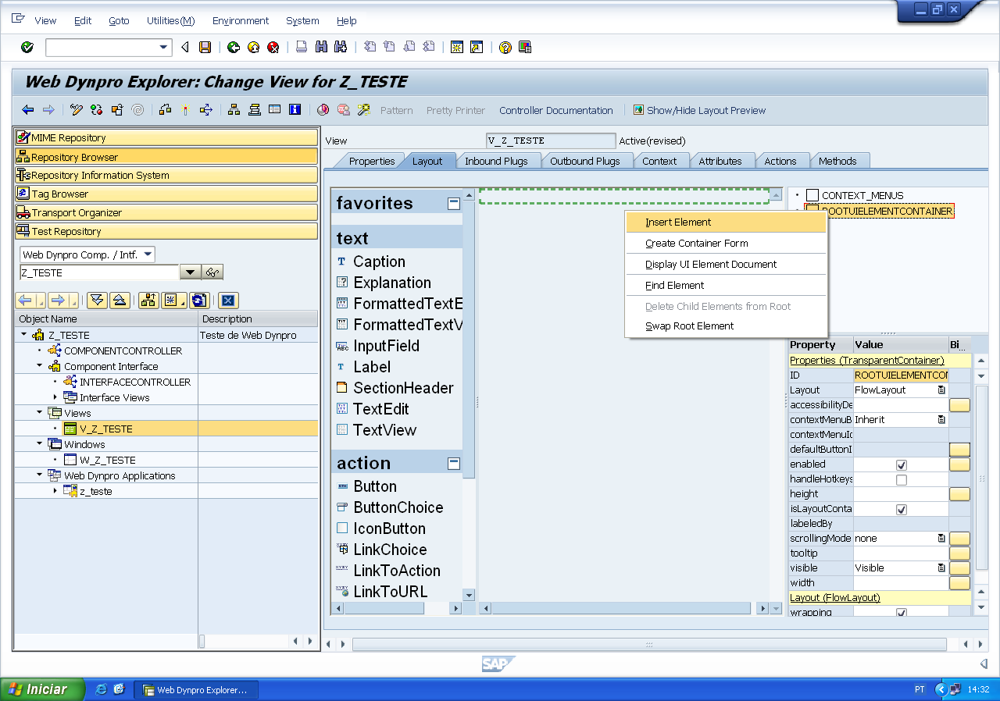 View Edit Goto Utilities(M) Environment System Help
Web Dynpro Explorer: Change View for Z_TESTE
Pattern Pretty Printer Controller Documentation Show/Hide Layout Preview
MIME Repository
Repository Browser
Repository Information System
Tag Browser
Transport Organizer
Test Repository
Web Dynpro Comp. / Intf.
Z_TESTE
Object Name Description
Z_TESTE Teste de Web Dynpro
COMPONENTCONTROLLER
Component Interface
INTERFACECONTROLLER
Interface Views
Views
V_Z_TESTE
Windows
W_Z_TESTE
Web Dynpro Applications
z_teste
View V_Z_TESTE Active(revised)
Properties Layout Inbound Plugs Outbound Plugs Context Attributes Actions Methods
favorites
text
Caption
Explanation
FormattedTextE
FormattedTextV
InputField
Label
SectionHeader
TextEdit
TextView
action
Button
ButtonChoice
IconButton
LinkChoice
LinkToAction
LinkToURL
Insert Element
Create Container Form
Display UI Element Document
Find Element
Delete Child Elements from Root
Swap Root Element
CONTEXT_MENUS
ROOTUIELEMENTCONTAINER
Property Value Bi...
Properties (TransparentContainer)
ID ROOTUIELEMENTCON
Layout FlowLayout
accessibilityDe
contextMenuB Inherit
contextMenuId
defaultButtonI
enabled
handleHotkeys
height
isLayoutConta
labeledBy
scrollingMode none
tooltip
visible Visible
width
Layout (FlowLayout)
wrapping
SAP
Iniciar Web Dynpro Explorer... PT 14:32